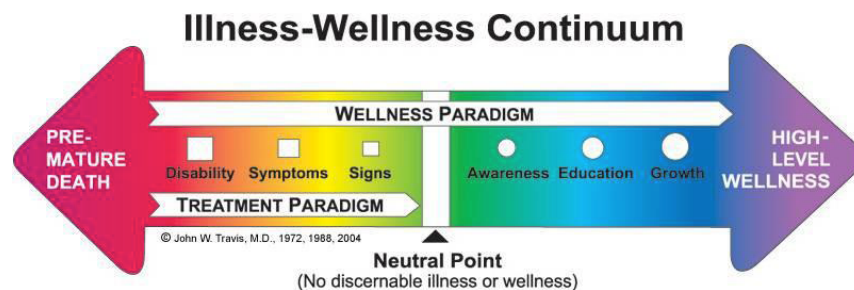 Illness-Wellness Continuum
WELLNESS PARADIGM
PRE-
MATURE
DEATH
Disability Symptoms Signs Awareness Education Growth
HIGH-
LEVEL
WELLNESS
TREATMENT PARADIGM
© John W. Travis, M.D., 1972, 1988, 2004
Neutral Point
(No discernable illness or wellness)